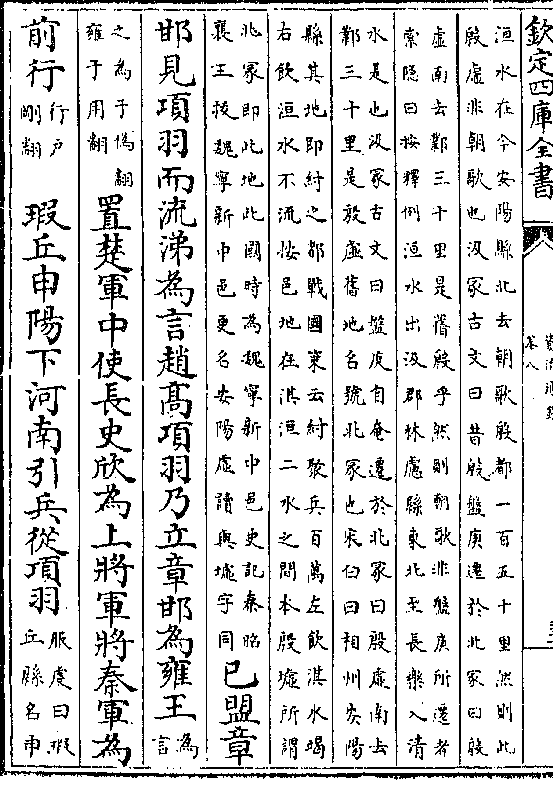 欽定四庫全書
卷八
洹水在今安陽縣北去朝歌殷都一百五十里然則此
殷虛非朝歌也汲冢古文曰昔殷盤庚遷於北冢曰殷
虛南去鄴三十里是舊殷乎然則朝歌非盤庚所遷者
索隱曰按釋例洹水出汲郡林慮縣東北至長樂入清
水是也汲冢古文曰盤庚自奄遷於北冢曰殷虛南去
鄴三十里是殷虛舊地名號北冢也宋白曰相州安陽
縣其地即紂之都戰國策云紂聚兵百萬左飲淇水竭
右飲洹水不流按邑地在淇洹二水之間本殷墟所謂
北冢即此地此國時為魏寧新中邑史記秦昭
襄王拔魏寧新中邑更名安陽虛讀與墟字同
已盟章
邯見項羽而流涕為言趙高項羽乃立章邯為雍王
為
言
之為于偽翻
雍于用翻
置楚軍中使長史欣為上將軍將秦軍為
前行
行戶
剛翻
瑕丘申陽下河南引兵從項羽
服虔曰瑕
丘縣名申